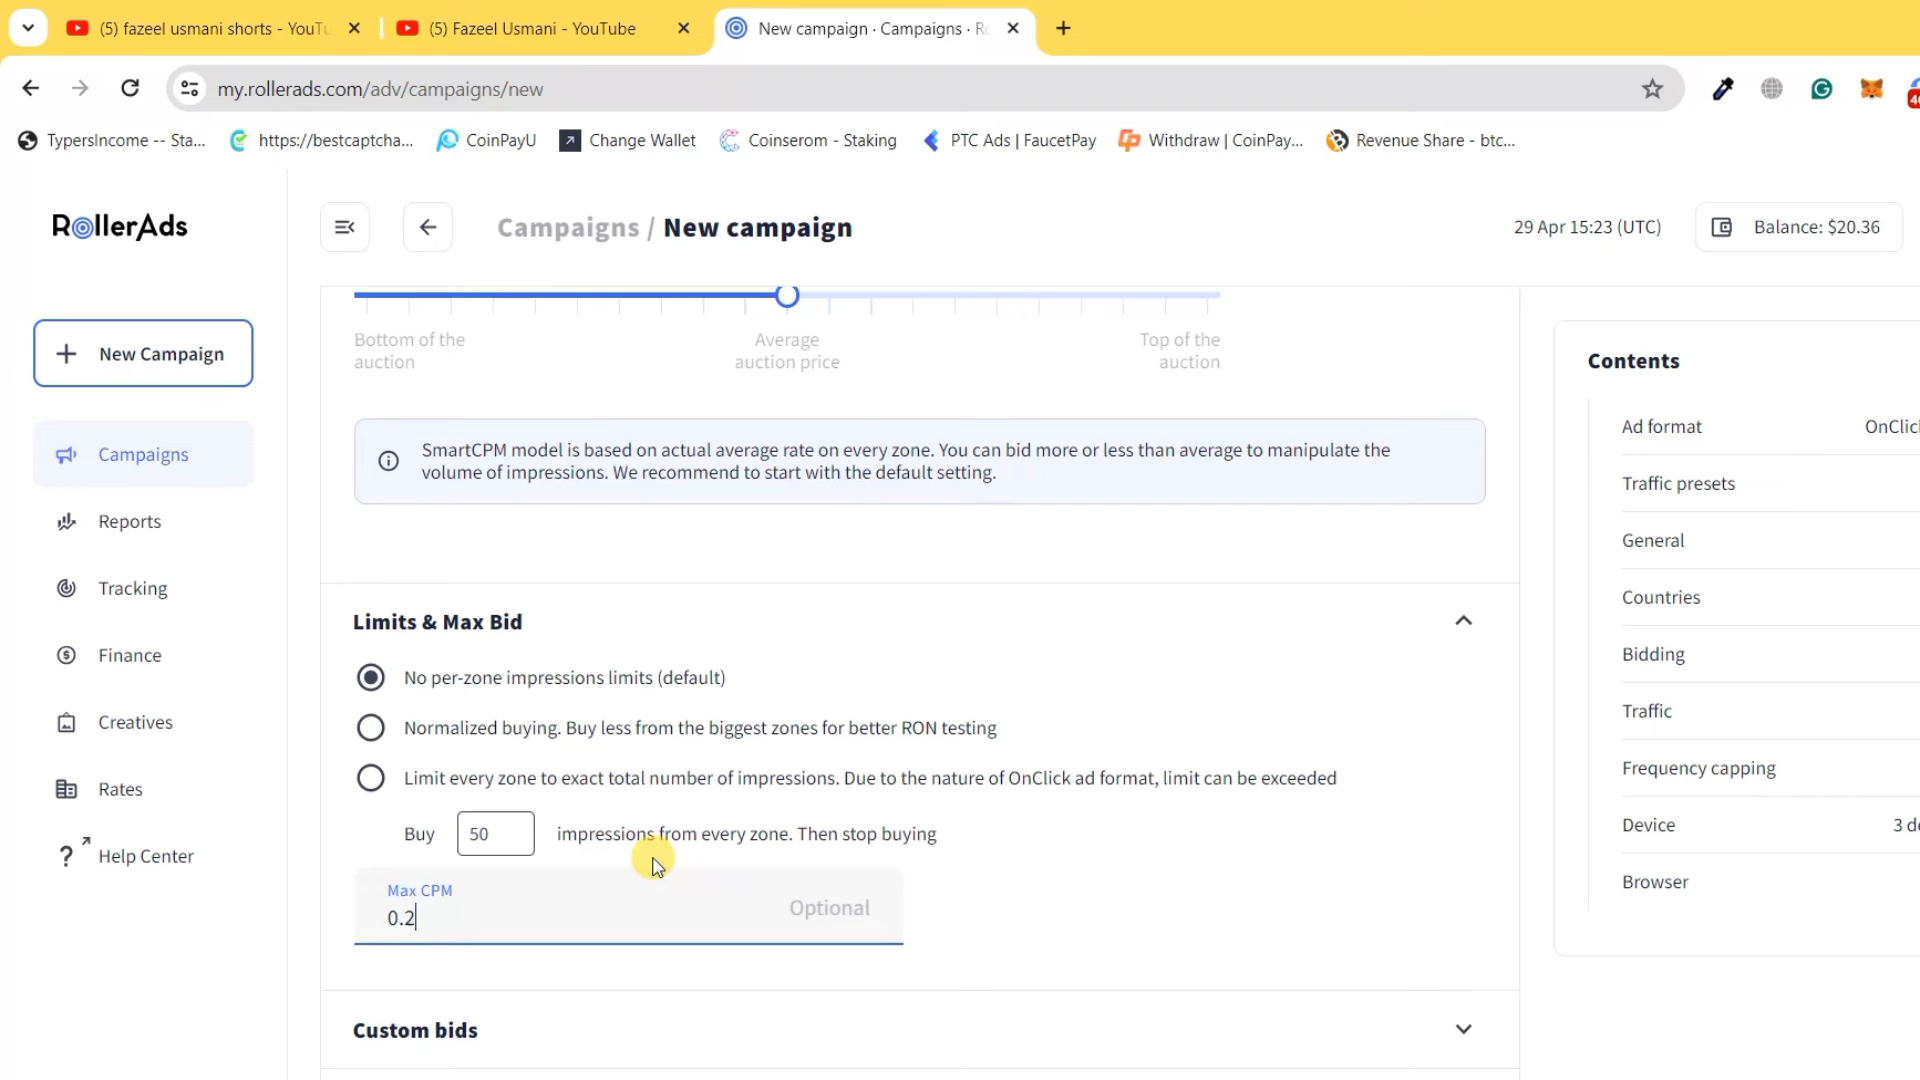 (5) fazeel usmani shorts - YouTu
(5) Fazeel Usmani - YouTube
New campaign · Campaigns · Ro
my.rollerads.com/adv/campaigns/new
TypersIncome -- Sta...
https://bestcaptcha...
CoinPayU
Change Wallet
Coinserom - Staking
PTC Ads | FaucetPay
Withdraw | CoinPay...
Revenue Share - btc...
RollerAds
Campaigns / New campaign
29 Apr 15:23 (UTC)
Balance: $20.36
New Campaign
Campaigns
Reports
Tracking
Finance
Creatives
Rates
Help Center
Bottom of the
auction
Average
auction price
Top of the
auction
SmartCPM model is based on actual average rate on every zone. You can bid more or less than average to manipulate the
volume of impressions. We recommend to start with the default setting.
Limits & Max Bid
No per-zone impressions limits (default)
Normalized buying. Buy less from the biggest zones for better RON testing
Limit every zone to exact total number of impressions. Due to the nature of OnClick ad format, limit can be exceeded
Buy 50 impressions from every zone. Then stop buying
Max CPM
0.2
Optional
Custom bids
Contents
Ad format OnClic
Traffic presets
General
Countries
Bidding
Traffic
Frequency capping
Device 3 de
Browser